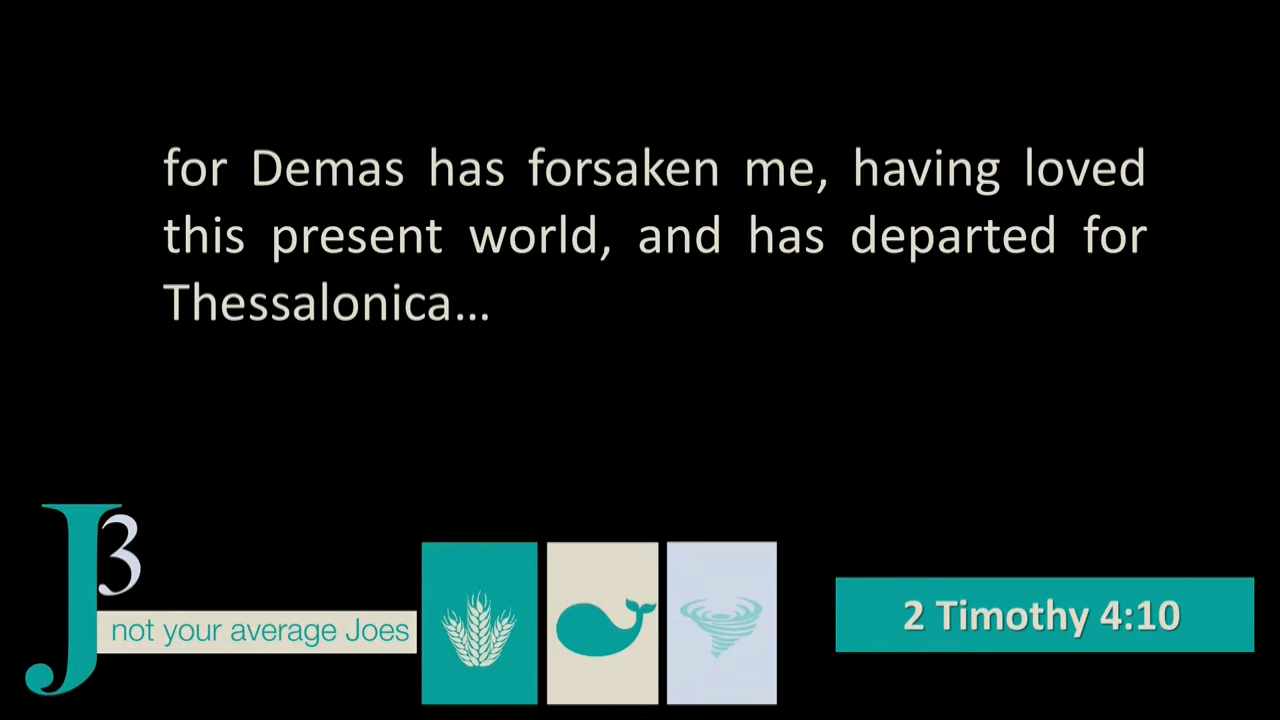 for Demas has forsaken me, having loved
this present world, and has departed for
Thessalonica…
J3
not your average Joes
2 Timothy 4:10